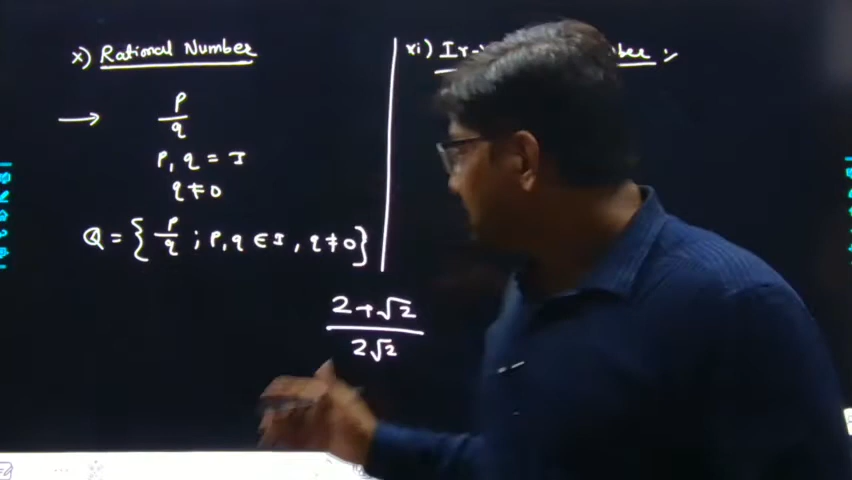 x) Rational Number
→ P/q
P, q = I
q ≠ 0
Q = { P/q ; P, q ∈ I, q ≠ 0 }
xi)
(2 + √2) / (2√2)